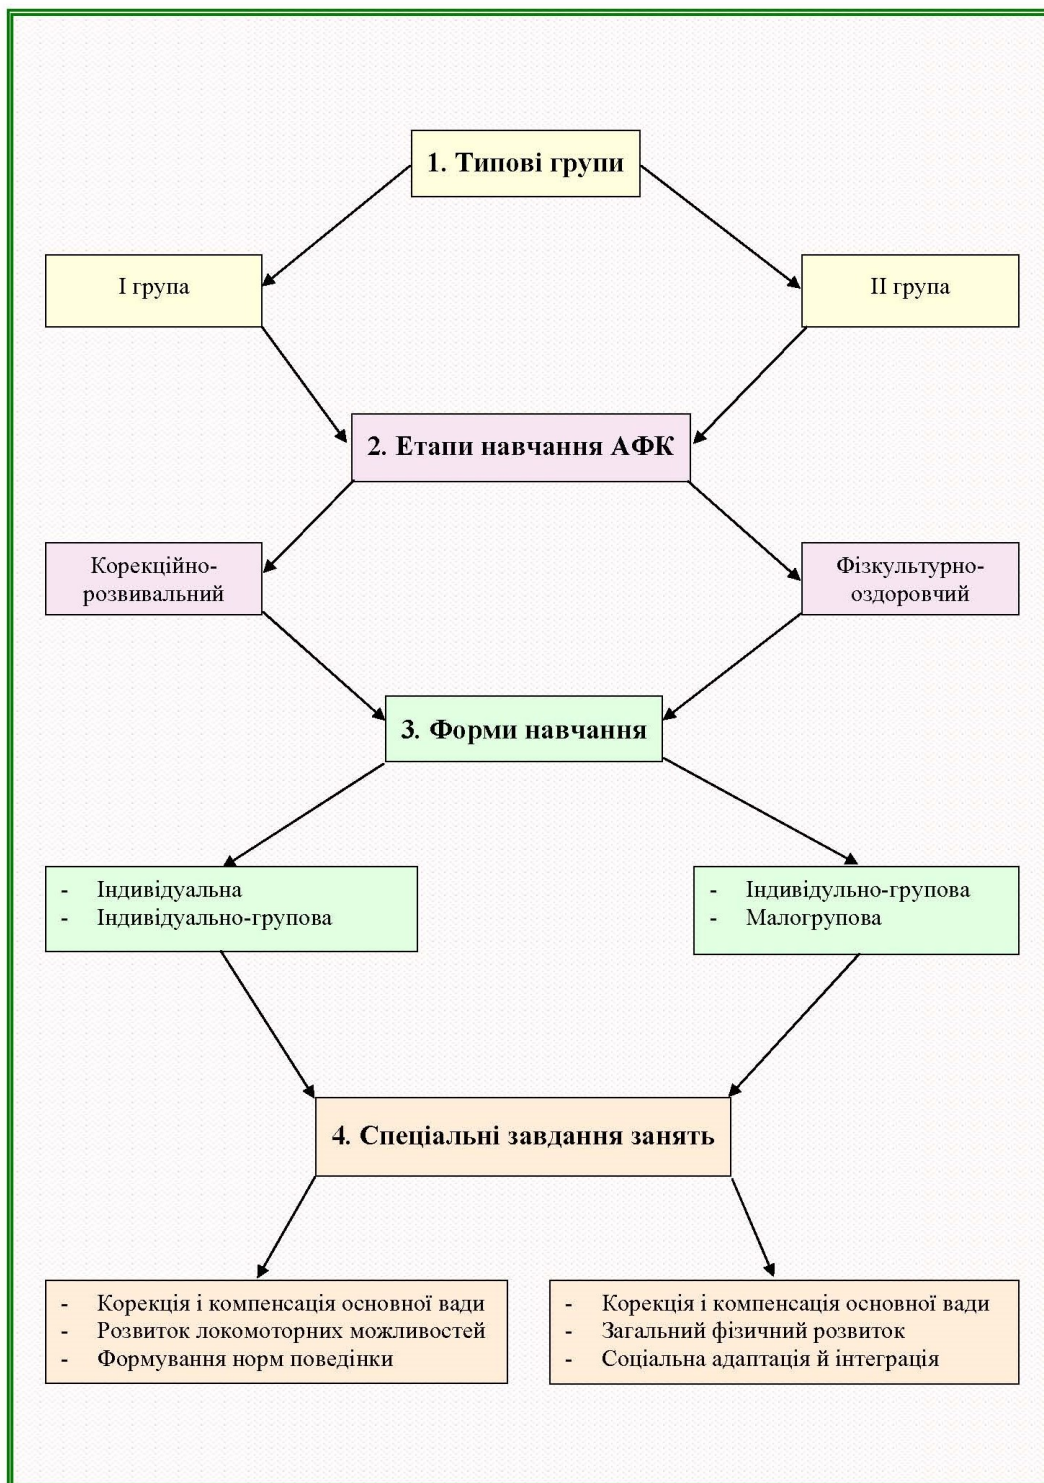 1. Типові групи
І група
ІІ група
2. Етапи навчання АФК
Корекційно-
розвивальний
Фізкультурно-
оздоровчий
3. Форми навчання
- Індивідуальна
- Індивідуально-групова
- Індивідульно-групова
- Малогрупова
4. Спеціальні завдання занять
- Корекція і компенсація основної вади
- Розвиток локомоторних можливостей
- Формування норм поведінки
- Корекція і компенсація основної вади
- Загальний фізичний розвиток
- Соціальна адаптація й інтеграція